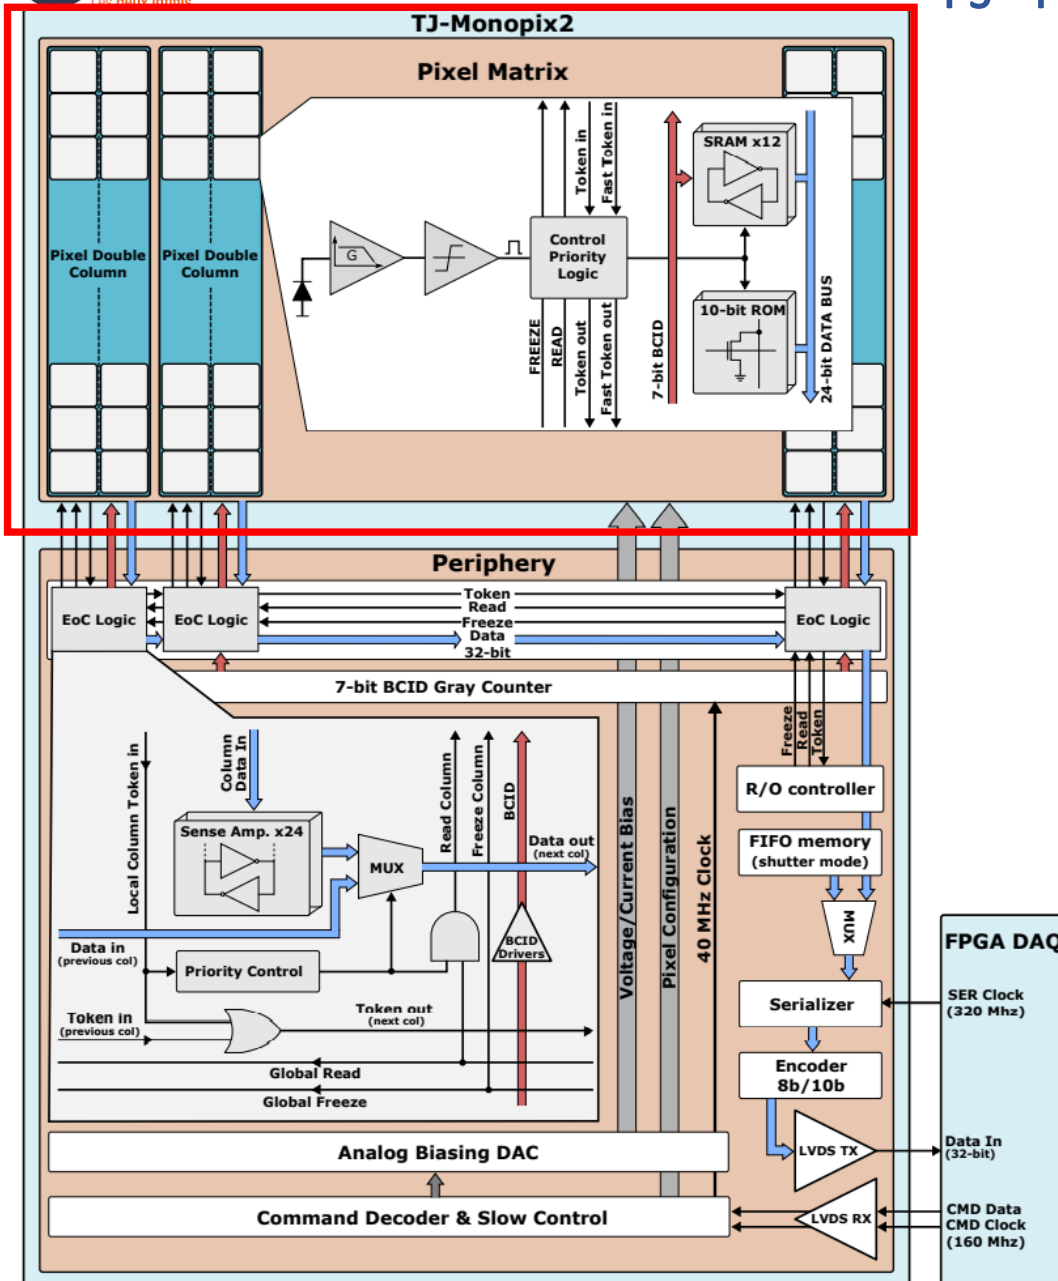 Les deux infinis
TJ-Monopix2
Pixel Matrix
Pixel Double
Column
Pixel Double
Column
G
Token in
Fast Token in
Control
Priority
Logic
FREEZE
READ
Token out
Fast Token out
7-bit BCID
SRAM x12
10-bit ROM
24-bit DATA BUS
Periphery
EoC Logic
EoC Logic
EoC Logic
Token
Read
Freeze
Data
32-bit
7-bit BCID Gray Counter
Local Column Token in
Column
Data In
Sense Amp. x24
MUX
Read Column
Freeze Column
BCID
Data out
(next col)
BCID
Drivers
Data in
(previous col)
Priority Control
Token in
(previous col)
Token out
(next col)
Global Read
Global Freeze
Voltage/Current Bias
Pixel Configuration
40 MHz Clock
Freeze
Read
Token
R/O controller
FIFO memory
(shutter mode)
MUX
Serializer
Encoder
8b/10b
LVDS TX
LVDS RX
Analog Biasing DAC
Command Decoder & Slow Control
FPGA DAQ
SER Clock
(320 Mhz)
Data In
(32-bit)
CMD Data
CMD Clock
(160 Mhz)